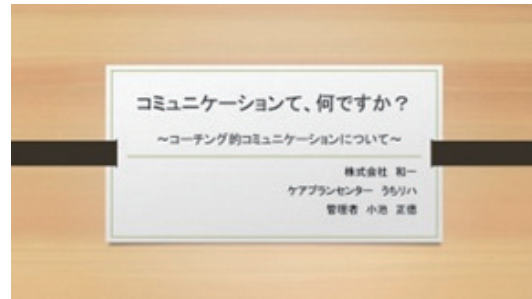 コミュニケーションて、何ですか？
～コーチング的コミュニケーションについて～
株式会社　和一
ケアプランセンター　うちリハ
管理者　小池　正徳